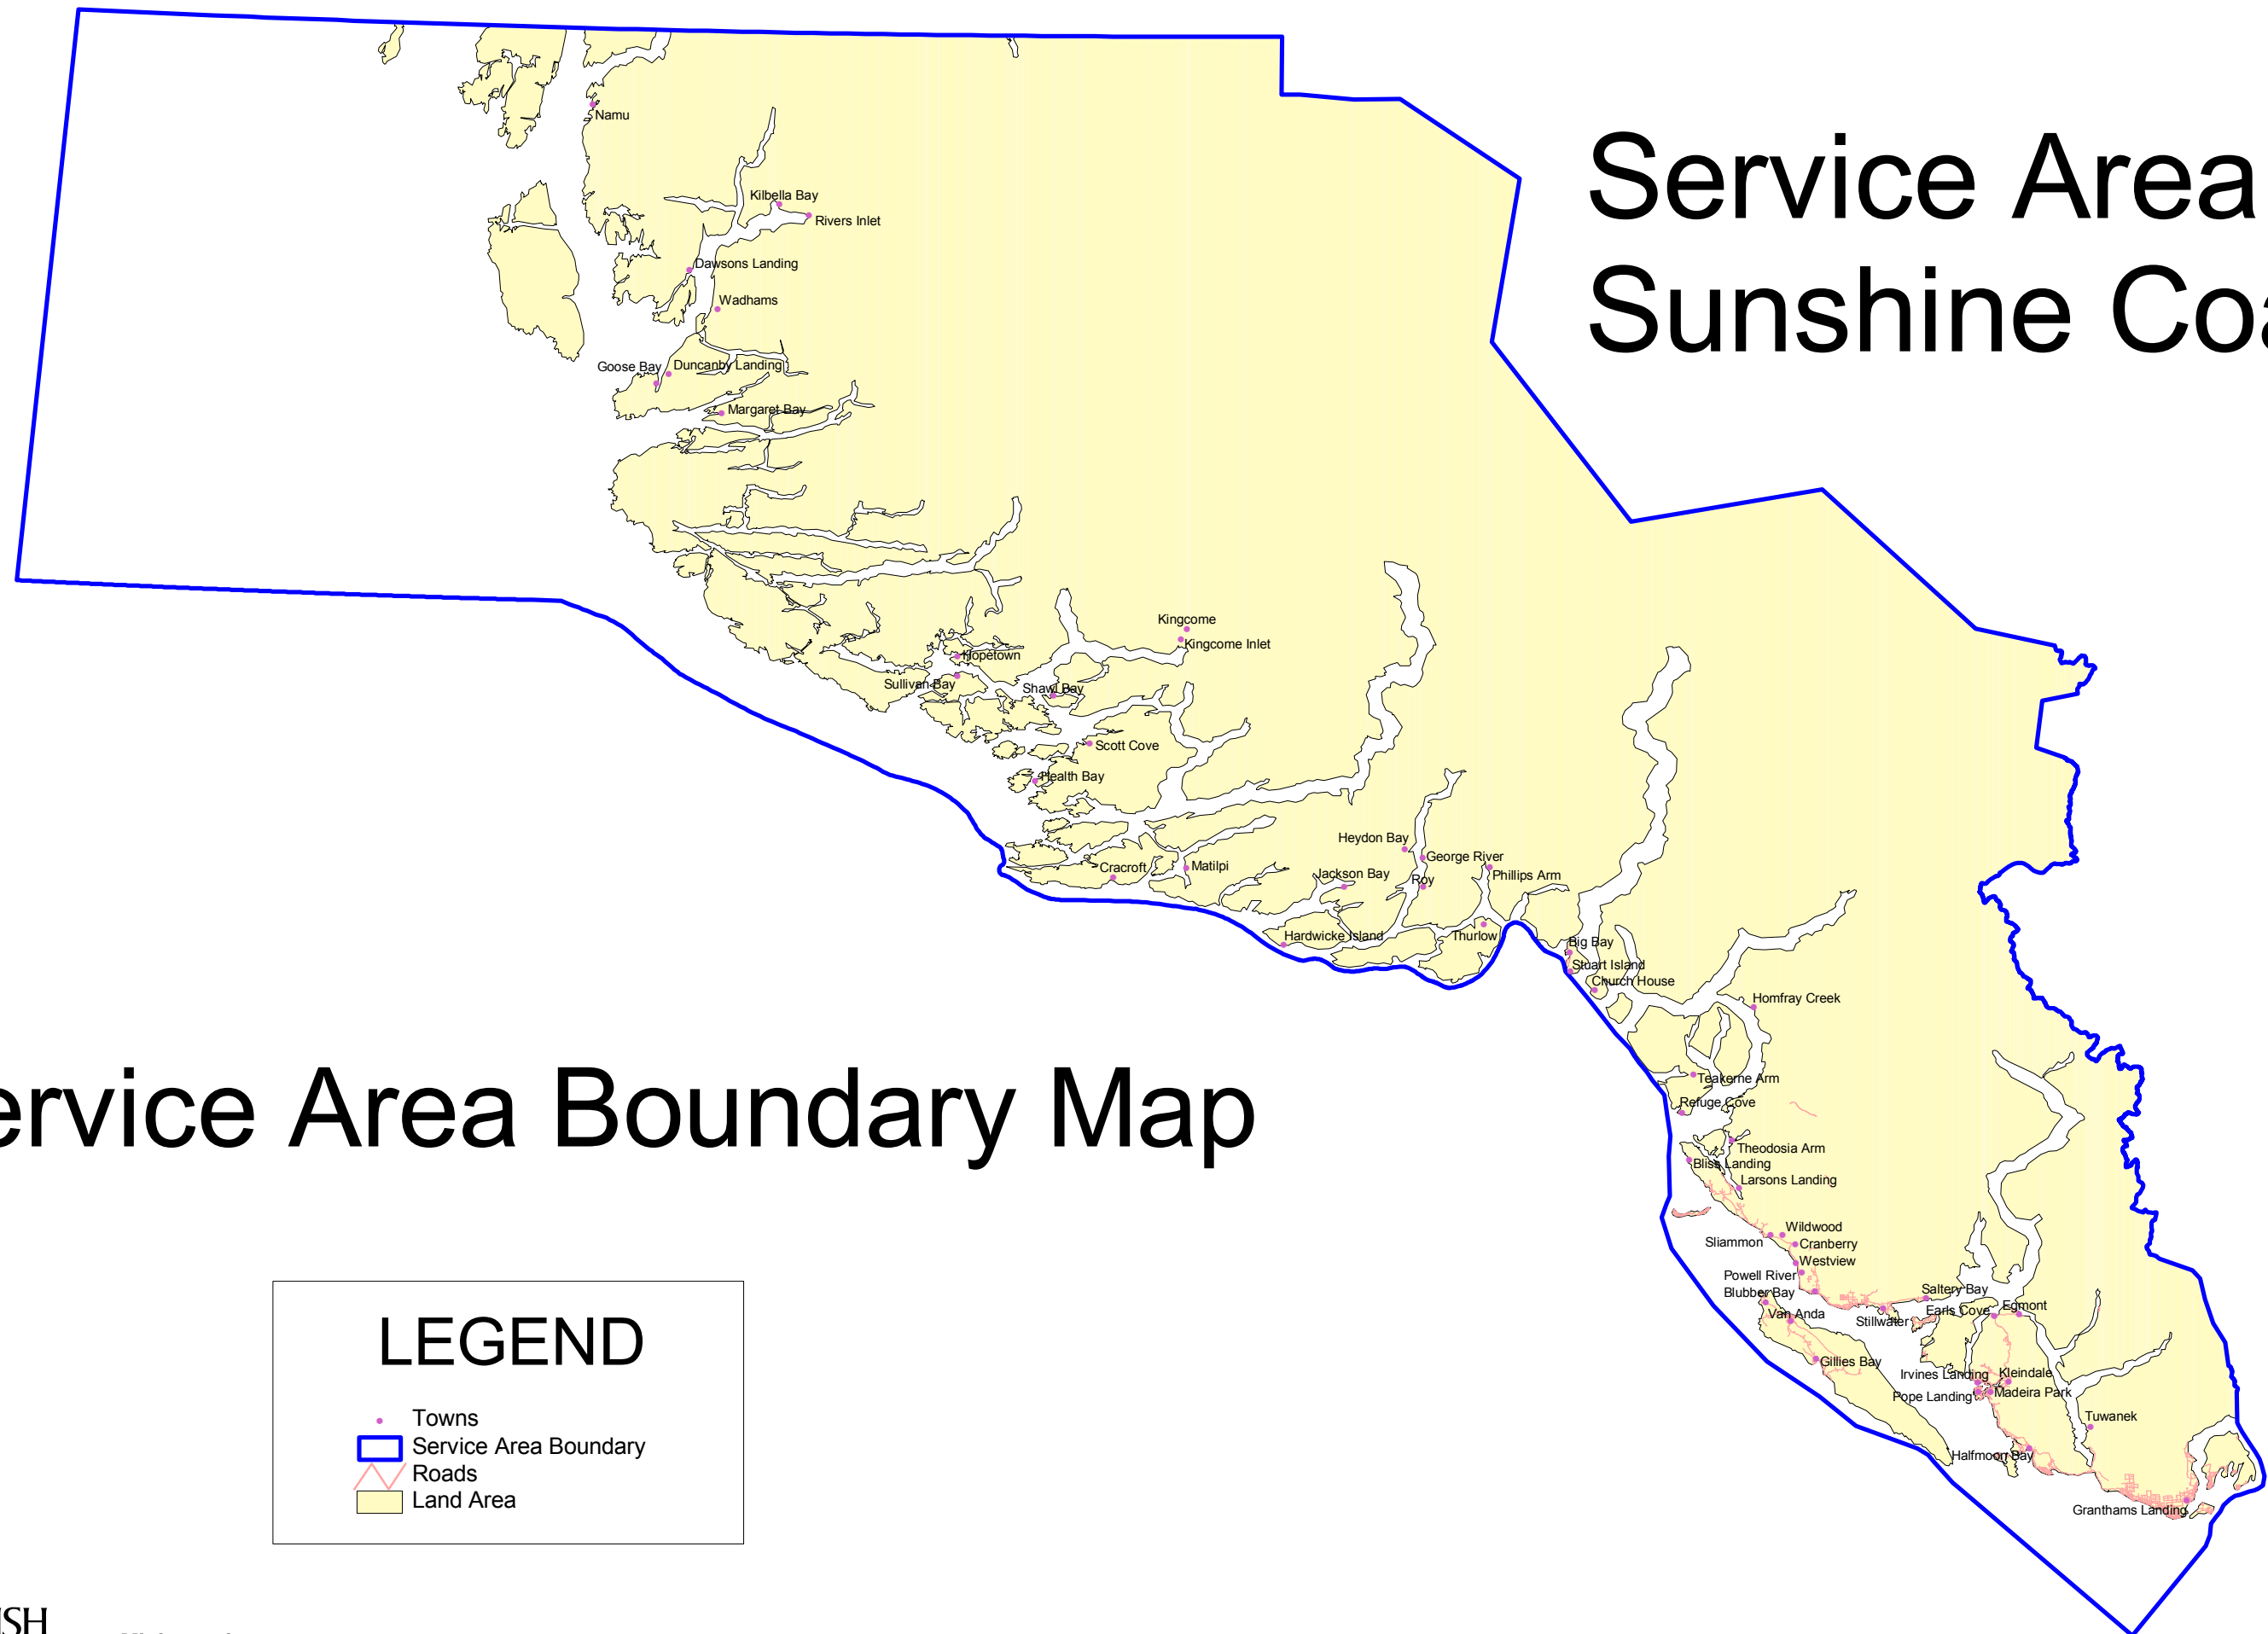 Service Area
Sunshine Coa
Namu
Kilbella Bay
Rivers Inlet
Dawsons Landing
Wadhams
Goose Bay
Duncanby Landing
Margaret Bay
Kingcome
Kingcome Inlet
Hopetown
Sullivan Bay
Shawl Bay
Scott Cove
Health Bay
Heydon Bay
George River
Cracroft
Matilpi
Jackson Bay
Roy
Phillips Arm
Hardwicke Island
Thurlow
Big Bay
Stuart Island
Church House
Homfray Creek
Teakerne Arm
Refuge Cove
Theodosia Arm
Bliss Landing
Larsons Landing
Wildwood
Sliammon
Cranberry
Westview
Powell River
Blubber Bay
Saltery Bay
Van Anda
Stillwater
Earls Cove
Egmont
Gillies Bay
Irvines Landing
Kleindale
Pope Landing
Madeira Park
Tuwanek
Halfmoon Bay
Granthams Landing
ervice Area Boundary Map
LEGEND
Towns
Service Area Boundary
Roads
Land Area
SH